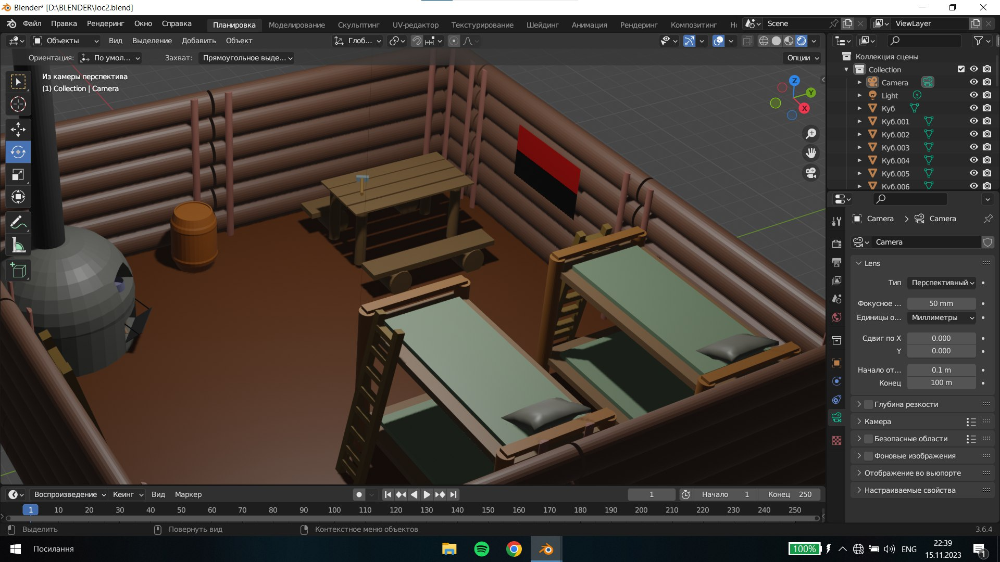 Blender* [D:\BLENDER\loc2.blend]
Файл Правка Рендеринг Окно Справка
Планировка Моделирование Скульптинг UV-редактор Текстурирование Шейдинг Анимация Рендеринг Композитинг
Scene
ViewLayer
Объекты Вид Выделение Добавить Объект
Глоб...
Ориентация: По умол... Захват: Прямоугольное выде...
Опции
Из камеры перспектива
(1) Collection | Camera
Z
Y
X
Коллекция сцены
Collection
Camera
Light
Куб
Куб.001
Куб.002
Куб.003
Куб.004
Куб.005
Куб.006
Camera > Camera
Camera
Lens
Тип Перспективный
Фокусное ... 50 mm
Единицы о... Миллиметры
Сдвиг по X 0.000
Y 0.000
Начало от... 0.1 m
Конец 100 m
Глубина резкости
Камера
Безопасные области
Фоновые изображения
Отображение во вьюпорте
Настраиваемые свойства
Воспроизведение Кеинг Вид Маркер
1
Начало 1
Конец 250
1 10 20 30 40 50 60 70 80 90 100 110 120 130 140 150 160 170 180 190 200 210 220 230 240 250
Выделить
Повернуть вид
Контекстное меню объектов
3.6.4
Посилання
100%
ENG
22:39
15.11.2023
1